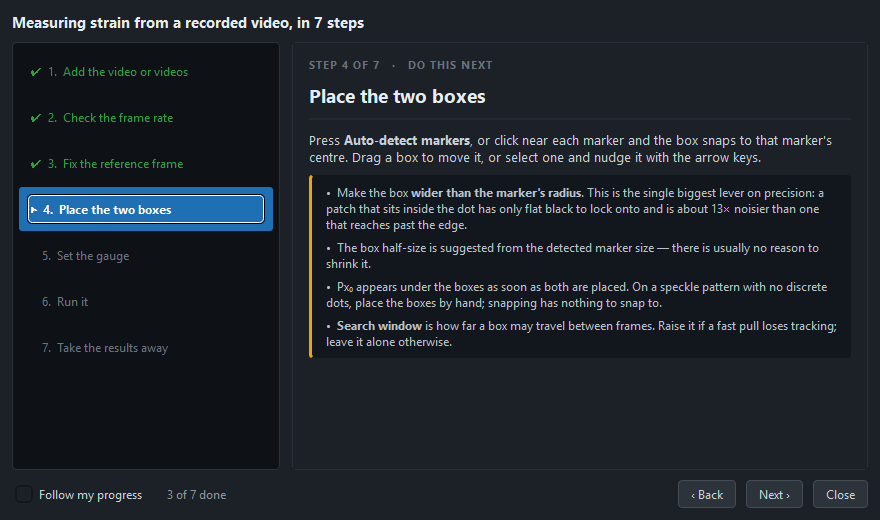 Measuring strain from a recorded video, in 7 steps
✔ 1. Add the video or videos
✔ 2. Check the frame rate
✔ 3. Fix the reference frame
▸ 4. Place the two boxes
5. Set the gauge
6. Run it
7. Take the results away
STEP 4 OF 7 · DO THIS NEXT
Place the two boxes
Press Auto-detect markers, or click near each marker and the box snaps to that marker's
centre. Drag a box to move it, or select one and nudge it with the arrow keys.
• Make the box wider than the marker's radius. This is the single biggest lever on precision: a
patch that sits inside the dot has only flat black to lock onto and is about 13× noisier than one
that reaches past the edge.
• The box half-size is suggested from the detected marker size — there is usually no reason to
shrink it.
• Px₀ appears under the boxes as soon as both are placed. On a speckle pattern with no discrete
dots, place the boxes by hand; snapping has nothing to snap to.
• Search window is how far a box may travel between frames. Raise it if a fast pull loses tracking;
leave it alone otherwise.
Follow my progress 3 of 7 done
‹ Back Next › Close